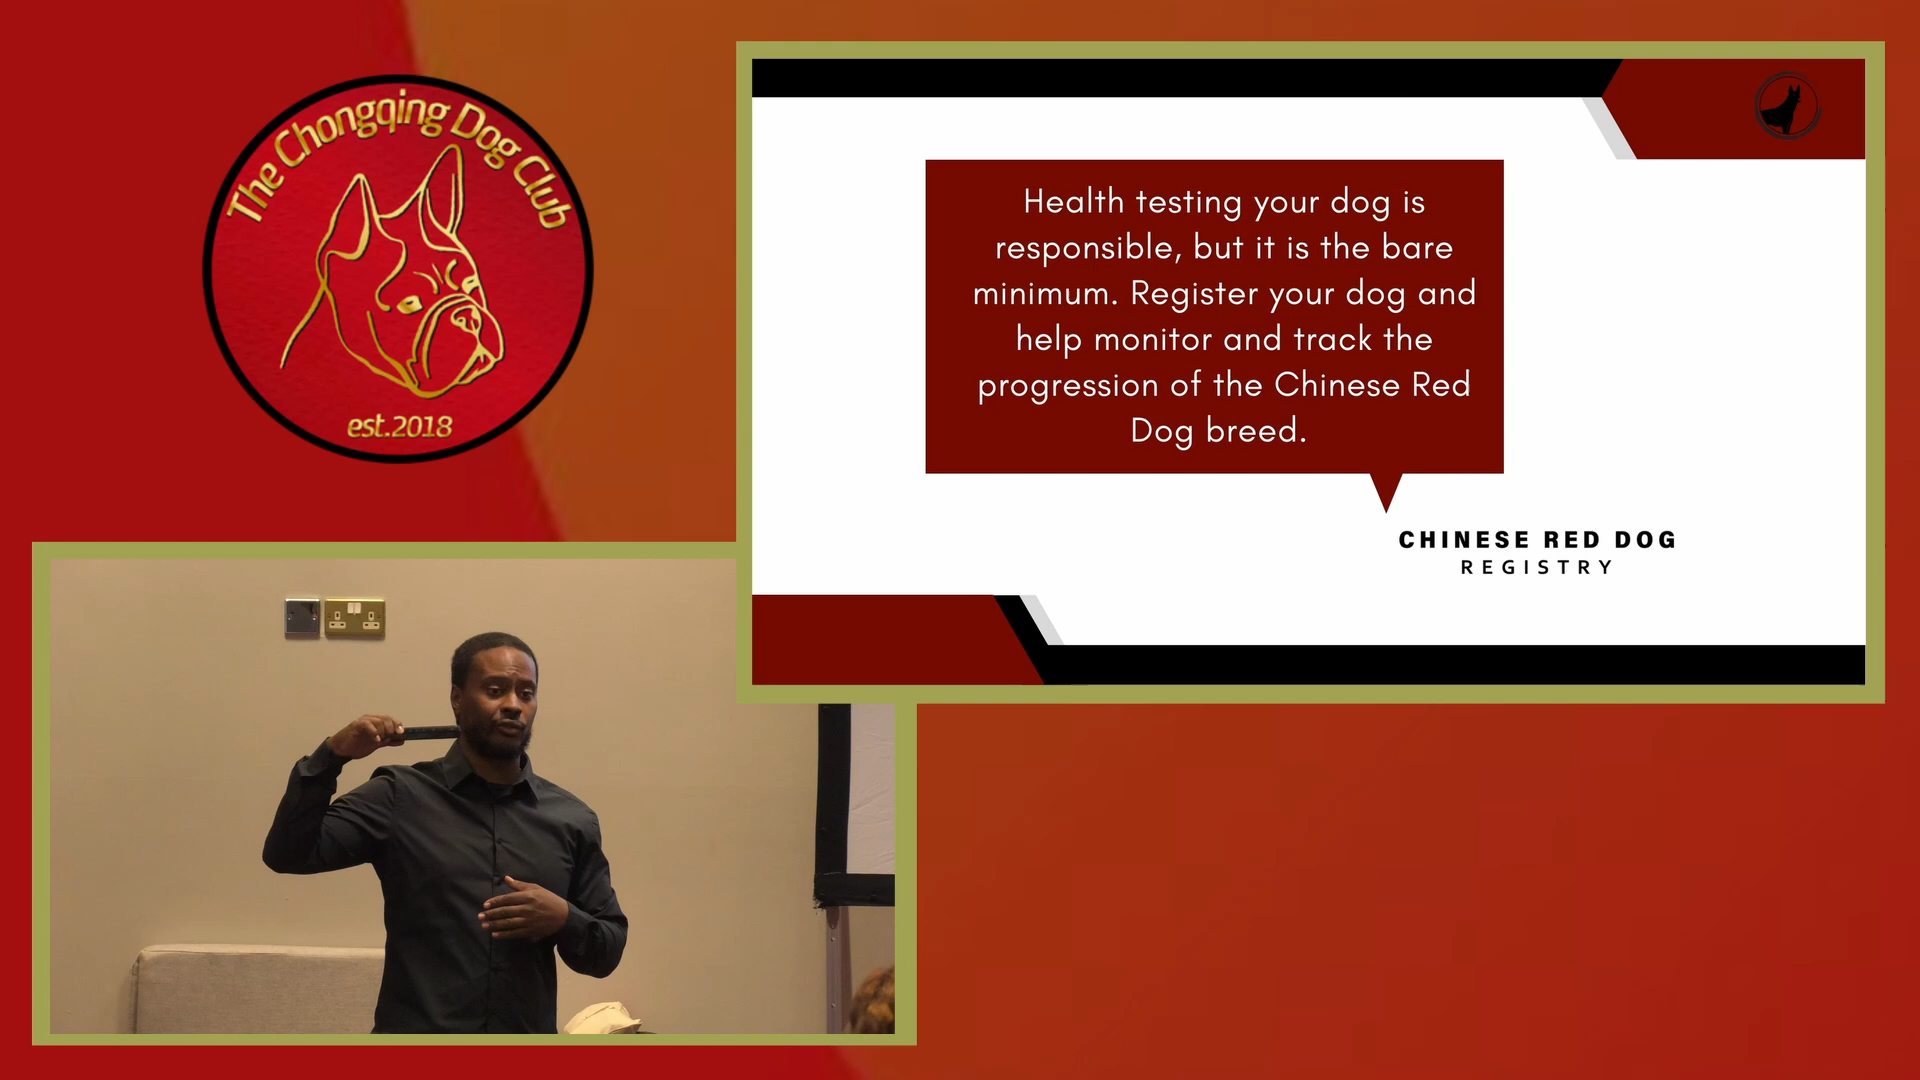 The Chongqing Dog Club
est.2018
Health testing your dog is
responsible, but it is the bare
minimum. Register your dog and
help monitor and track the
progression of the Chinese Red
Dog breed.
CHINESE RED DOG
REGISTRY